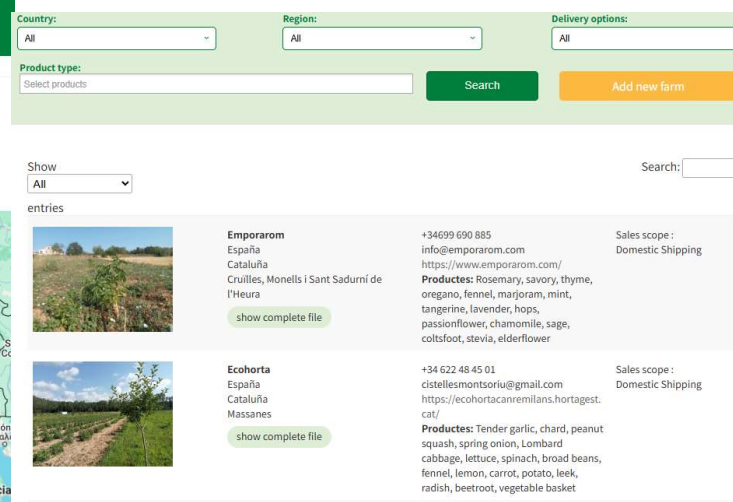 Country:
Region:
Delivery options:
All
All
All
Product type:
Select products
Search
Add new farm
Show
Search:
All
entries
Emporarom
España
Cataluña
Cruïlles, Monells i Sant Sadurní de
l'Heura
show complete file
+34699 690 885
info@emporarom.com
https://www.emporarom.com/
Productes: Rosemary, savory, thyme,
oregano, fennel, marjoram, mint,
tangerine, lavender, hops,
passionflower, chamomile, sage,
coltsfoot, stevia, elderflower
Sales scope :
Domestic Shipping
Ecohorta
España
Cataluña
Massanes
show complete file
+34 622 48 45 01
cistellesmontsoriu@gmail.com
https://ecohortacanremilans.hortagest.
cat/
Productes: Tender garlic, chard, peanut
squash, spring onion, Lombard
cabbage, lettuce, spinach, broad beans,
fennel, lemon, carrot, potato, leek,
radish, beetroot, vegetable basket
Sales scope :
Domestic Shipping